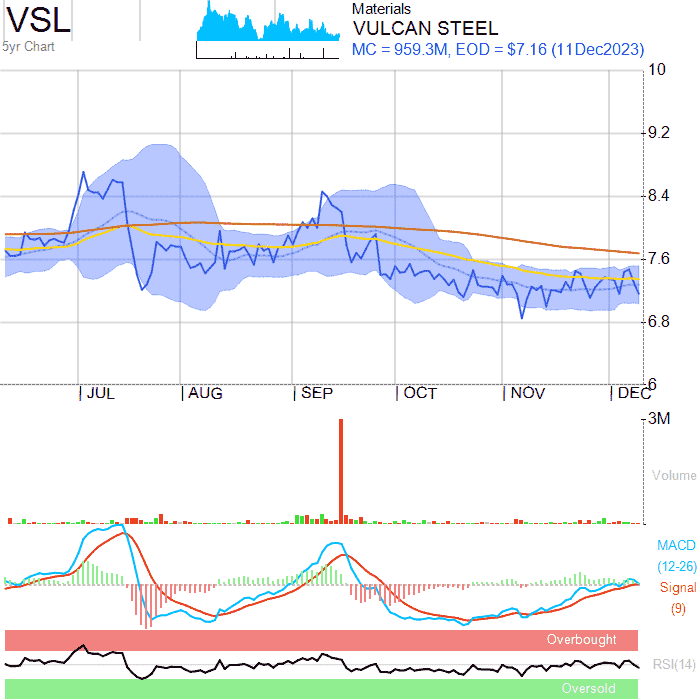 VSL
5yr Chart
Materials
VULCAN STEEL
MC = 959.3M, EOD = $7.16 (11Dec2023)
10
9.2
8.4
7.6
6.8
6
JUL
AUG
SEP
OCT
NOV
DEC
3M
Volume
MACD
(12-26)
Signal
(9)
Overbought
RSI(14)
Oversold